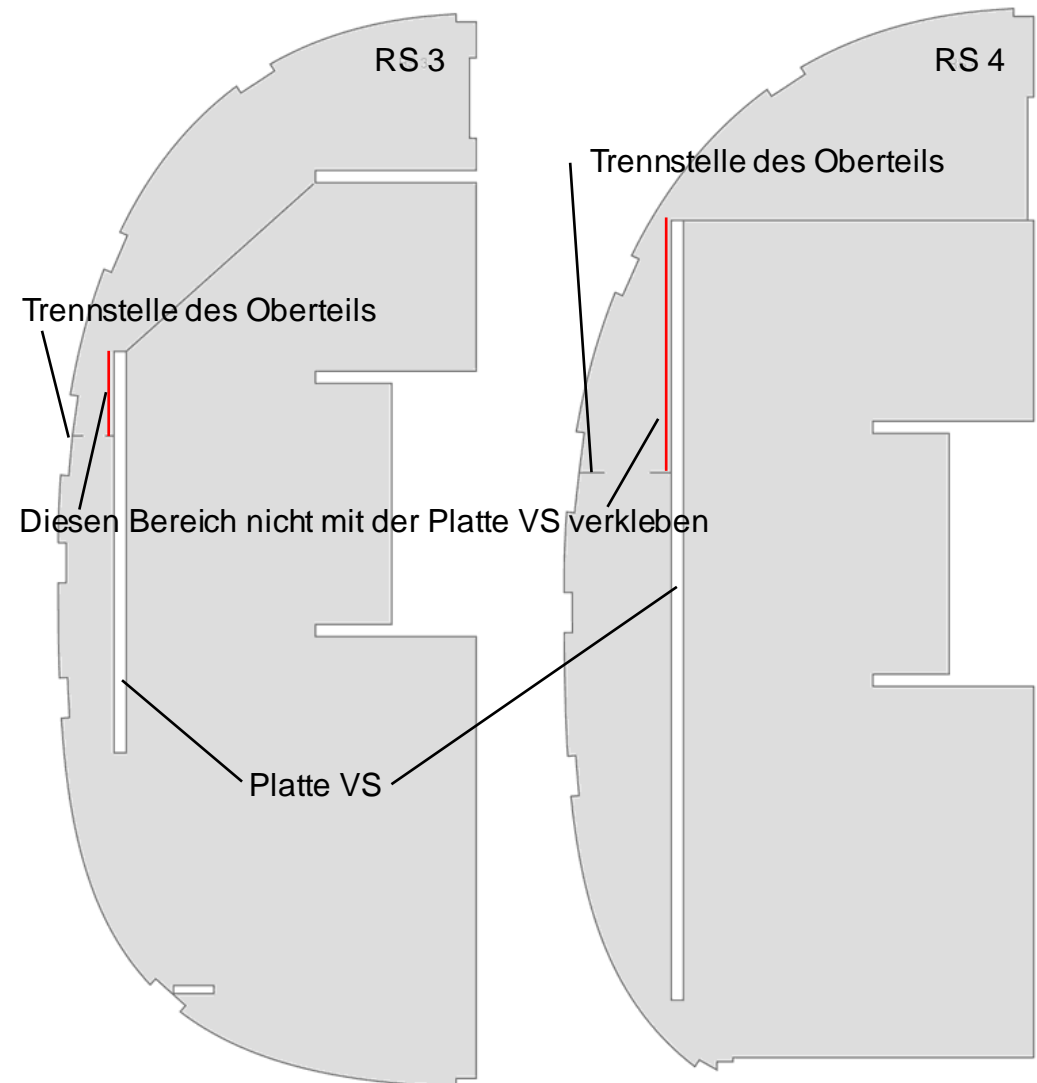 RS 3
RS 4
Trennstelle des Oberteils
Trennstelle des Oberteils
Diesen Bereich nicht mit der Platte VS verkleben
Platte VS